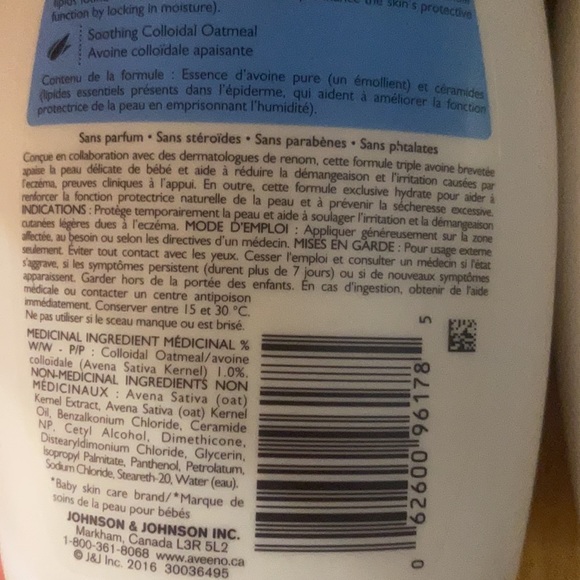 the skin's protective
function by locking in moisture).
Soothing Colloidal Oatmeal
Avoine colloïdale apaisante
Contenu de la formule : Essence d'avoine pure (un émollient) et céramides
(lipides essentiels présents dans l'épiderme, qui aident à améliorer la fonction
protectrice de la peau en emprisonnant l'humidité).
Sans parfum • Sans stéroïdes • Sans parabènes • Sans phtalates
Conçue en collaboration avec des dermatologues de renom, cette formule triple avoine brevetée
apaise la peau délicate de bébé et aide à réduire la démangeaison et l'irritation causées par
l'eczéma, preuves cliniques à l'appui. En outre, cette formule exclusive hydrate pour aider à
renforcer la fonction protectrice naturelle de la peau et à prévenir la sécheresse excessive.
INDICATIONS : Protège temporairement la peau et aide à soulager l'irritation et la démangeaison
cutanées légères dues à l'eczéma. MODE D'EMPLOI : Appliquer généreusement sur la zone
affectée, au besoin ou selon les directives d'un médecin. MISES EN GARDE : Pour usage externe
seulement. Éviter tout contact avec les yeux. Cesser l'emploi et consulter un médecin si l'état
s'aggrave, si les symptômes persistent (durent plus de 7 jours) ou si de nouveaux symptômes
apparaissent. Garder hors de la portée des enfants. En cas d'ingestion, obtenir de l'aide
médicale ou contacter un centre antipoison
immédiatement. Conserver entre 15 et 30 °C.
Ne pas utiliser si le sceau manque ou est brisé.
MEDICINAL INGREDIENT MÉDICINAL %
W/W - P/P : Colloidal Oatmeal/avoine
colloïdale (Avena Sativa Kernel) 1.0%.
NON-MEDICINAL INGREDIENTS NON
MÉDICINAUX : Avena Sativa (oat)
Kernel Extract, Avena Sativa (oat) Kernel
Oil, Benzalkonium Chloride, Ceramide
NP, Cetyl Alcohol, Dimethicone,
Distearyldimonium Chloride, Glycerin,
Isopropyl Palmitate, Panthenol, Petrolatum,
Sodium Chloride, Steareth-20, Water (eau).
*Baby skin care brand/*Marque de
soins de la peau pour bébés
JOHNSON & JOHNSON INC.
Markham, Canada L3R 5L2
1-800-361-8068 www.aveeno.ca
© J&J Inc. 2016 30036495
0 62600 96178 5